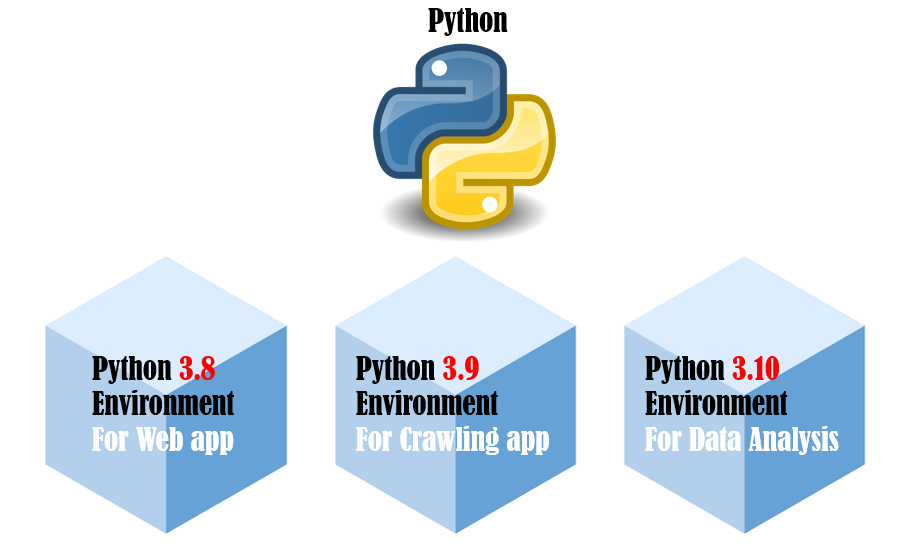 Python
Python 3.8
Environment
For Web app
Python 3.9
Environment
For Crawling app
Python 3.10
Environment
For Data Analysis